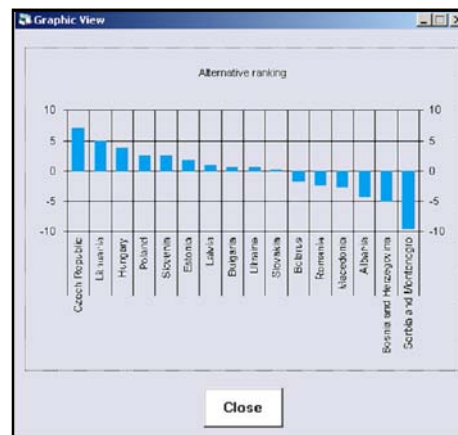 Graphic View
Alternative ranking
10 10
5 5
0 0
-5 -5
-10 -10
Czech Republic
Lithuania
Hungary
Poland
Slovenia
Estonia
Latvia
Bulgaria
Ukraine
Slovakia
Belarus
Romania
Macedonia
Albania
Bosnia and Herzegovina
Serbia and Montenegro
Close